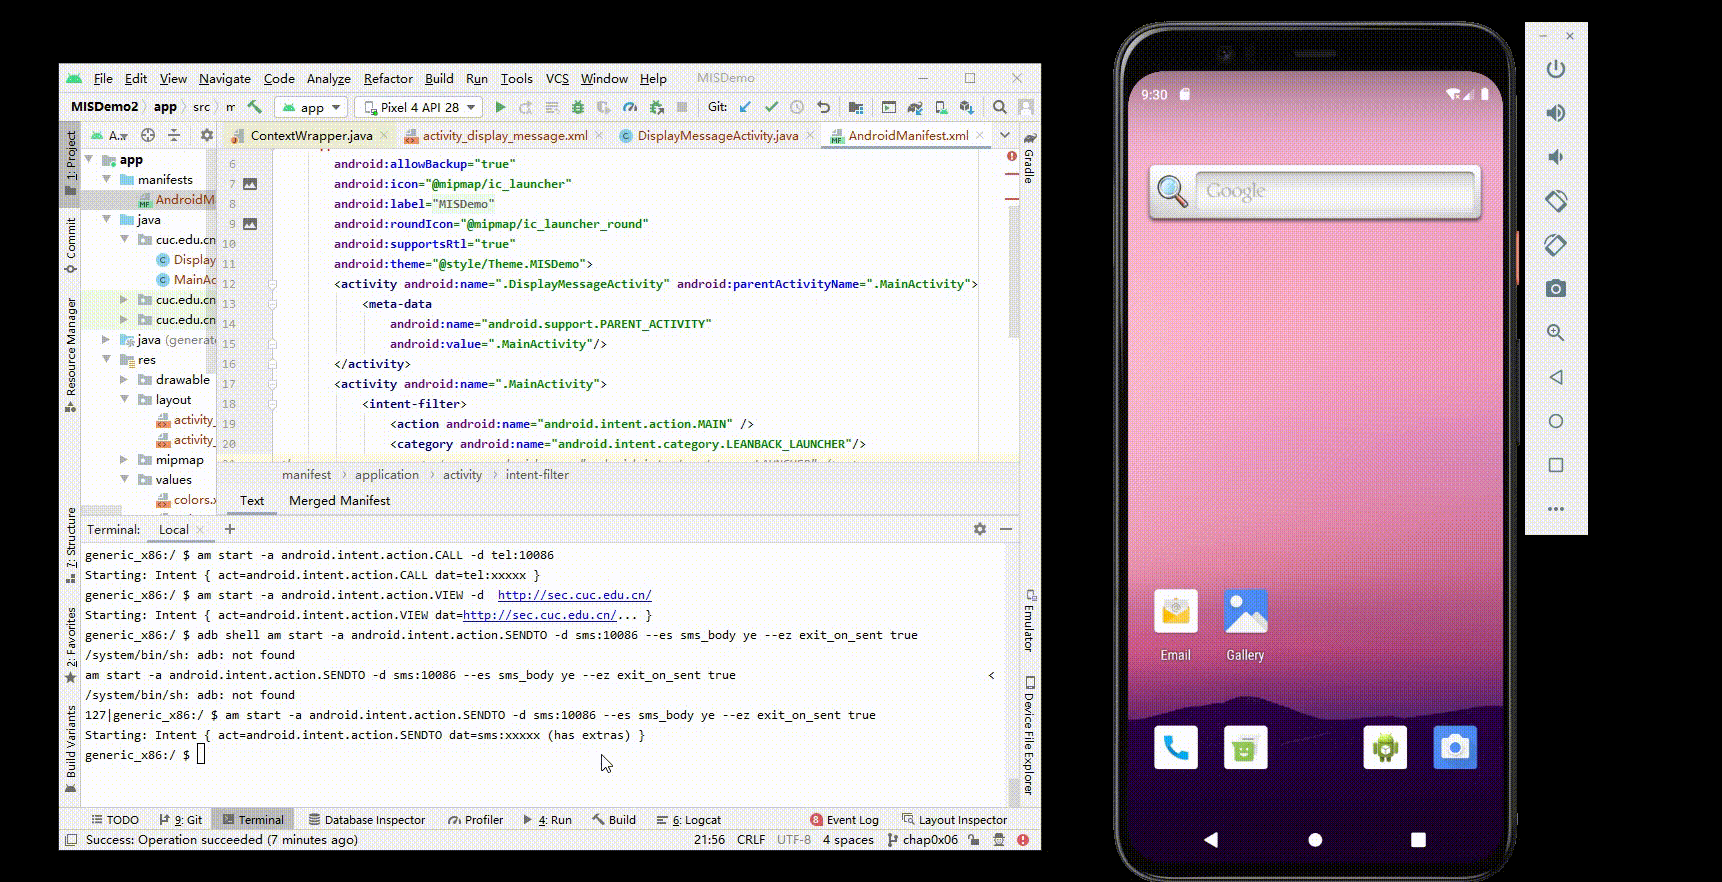 File Edit View Navigate Code Analyze Refactor Build Run Tools VCS Window Help MISDemo
MISDemo2 app src m app Pixel 4 API 28 Git:
A.. ContextWrapper.java activity_display_message.xml DisplayMessageActivity.java AndroidManifest.xml
1: Project
Commit
Resource Manager
7: Structure
2: Favorites
Build Variants
app
manifests
AndroidM
java
cuc.edu.cn
Display
MainAc
cuc.edu.cn
cuc.edu.cn
java (generate
res
drawable
layout
activity_
activity_
mipmap
values
colors.x
6 android:allowBackup="true"
7 android:icon="@mipmap/ic_launcher"
8 android:label="MISDemo"
9 android:roundIcon="@mipmap/ic_launcher_round"
10 android:supportsRtl="true"
11 android:theme="@style/Theme.MISDemo">
12 <activity android:name=".DisplayMessageActivity" android:parentActivityName=".MainActivity">
13 <meta-data
14 android:name="android.support.PARENT_ACTIVITY"
15 android:value=".MainActivity"/>
16 </activity>
17 <activity android:name=".MainActivity">
18 <intent-filter>
19 <action android:name="android.intent.action.MAIN" />
20 <category android:name="android.intent.category.LEANBACK_LAUNCHER"/>
manifest application activity intent-filter
Text Merged Manifest
Terminal: Local +
generic_x86:/ $ am start -a android.intent.action.CALL -d tel:10086
Starting: Intent { act=android.intent.action.CALL dat=tel:xxxxx }
generic_x86:/ $ am start -a android.intent.action.VIEW -d  http://sec.cuc.edu.cn/
Starting: Intent { act=android.intent.action.VIEW dat=http://sec.cuc.edu.cn/... }
generic_x86:/ $ adb shell am start -a android.intent.action.SENDTO -d sms:10086 --es sms_body ye --ez exit_on_sent true
/system/bin/sh: adb: not found
am start -a android.intent.action.SENDTO -d sms:10086 --es sms_body ye --ez exit_on_sent true <
/system/bin/sh: adb: not found
127|generic_x86:/ $ am start -a android.intent.action.SENDTO -d sms:10086 --es sms_body ye --ez exit_on_sent true
Starting: Intent { act=android.intent.action.SENDTO dat=sms:xxxxx (has extras) }
generic_x86:/ $
Gradle
Emulator
Device File Explorer
TODO 9: Git Terminal Database Inspector Profiler 4: Run Build 6: Logcat 8 Event Log Layout Inspector
Success: Operation succeeded (7 minutes ago) 21:56 CRLF UTF-8 4 spaces chap0x06
9:30
Google
Email Gallery